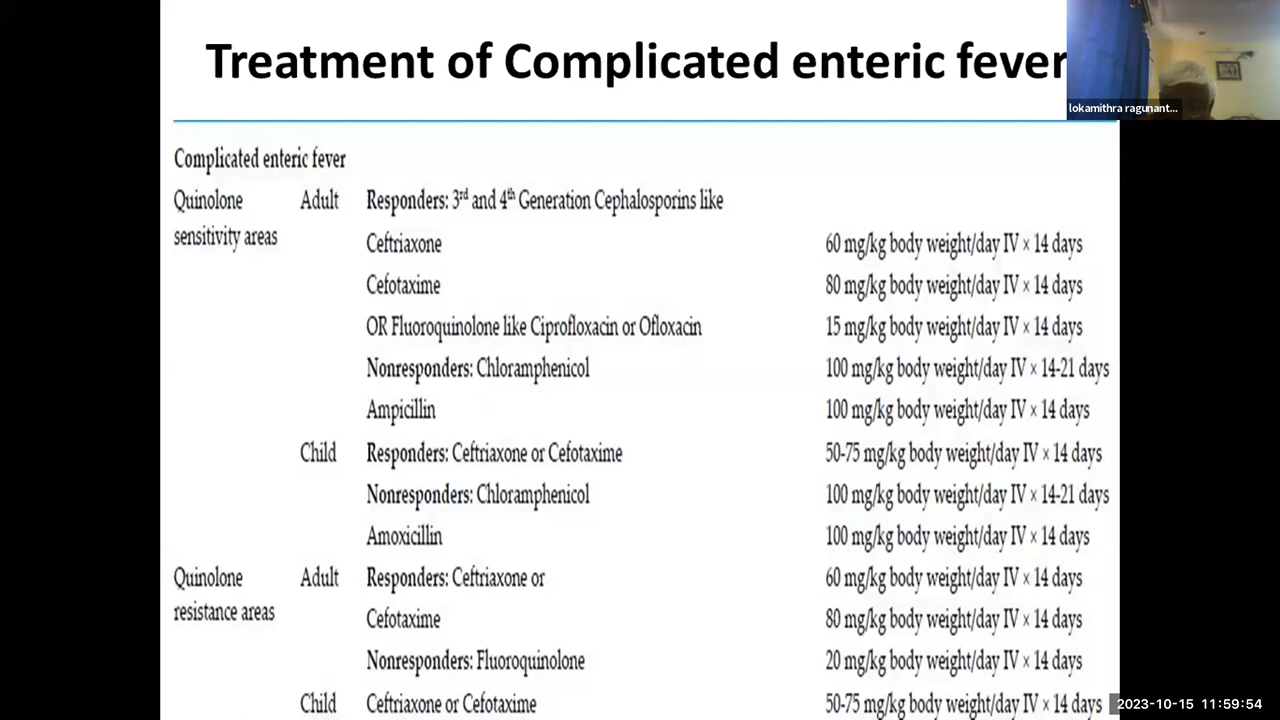 Treatment of Complicated enteric fever
lokamithra ragunant...
Complicated enteric fever
Quinolone Adult Responders: 3rd and 4th Generation Cephalosporins like
sensitivity areas
Ceftriaxone 60 mg/kg body weight/day IV × 14 days
Cefotaxime 80 mg/kg body weight/day IV × 14 days
OR Fluoroquinolone like Ciprofloxacin or Ofloxacin 15 mg/kg body weight/day IV × 14 days
Nonresponders: Chloramphenicol 100 mg/kg body weight/day IV × 14-21 days
Ampicillin 100 mg/kg body weight/day IV × 14 days
Child Responders: Ceftriaxone or Cefotaxime 50-75 mg/kg body weight/day IV × 14 days
Nonresponders: Chloramphenicol 100 mg/kg body weight/day IV × 14-21 days
Amoxicillin 100 mg/kg body weight/day IV × 14 days
Quinolone Adult Responders: Ceftriaxone or 60 mg/kg body weight/day IV × 14 days
resistance areas
Cefotaxime 80 mg/kg body weight/day IV × 14 days
Nonresponders: Fluoroquinolone 20 mg/kg body weight/day IV × 14 days
Child Ceftriaxone or Cefotaxime 50-75 mg/kg body weight/day IV × 14 days
2023-10-15 11:59:54